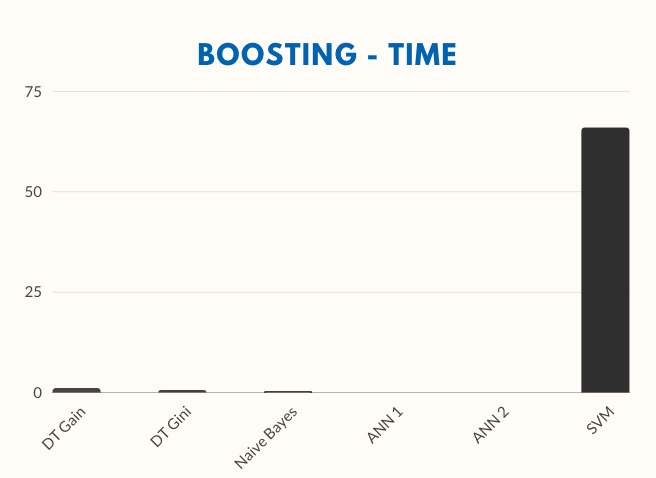 BOOSTING - TIME
75
50
25
0
DT Gain
DT Gini
Naive Bayes
ANN 1
ANN 2
SVM